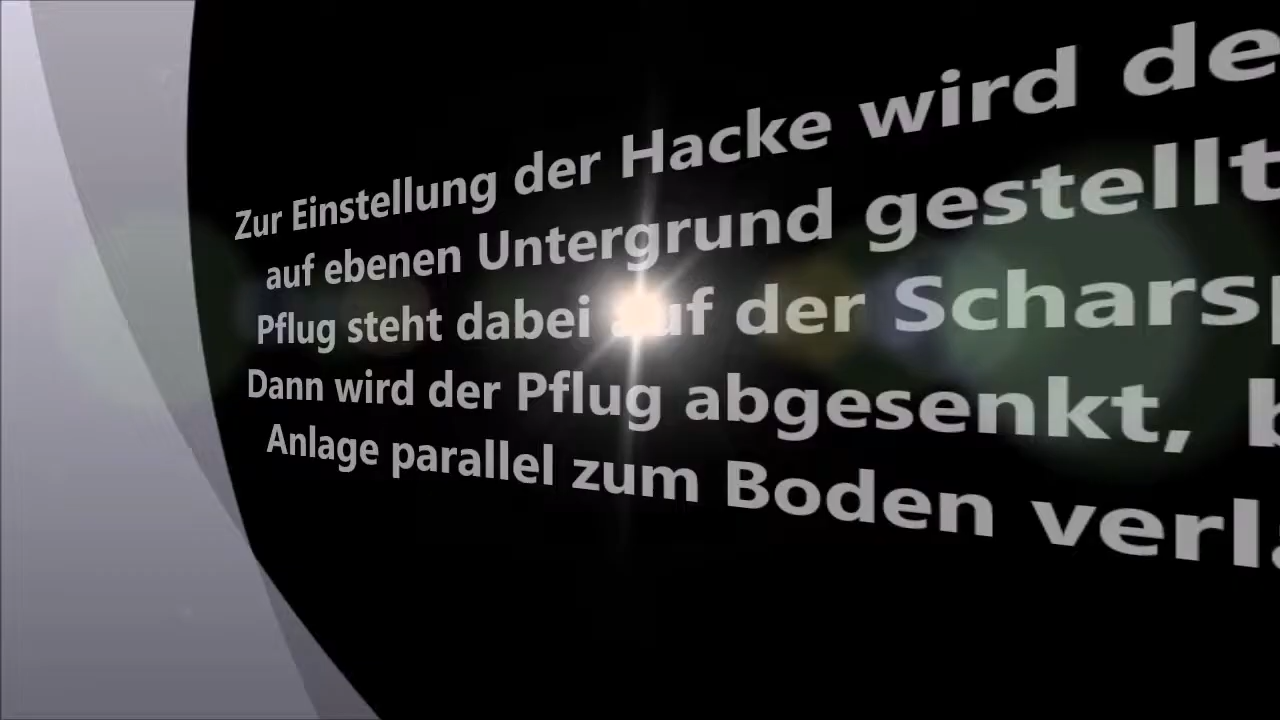 Zur Einstellung der Hacke wird de
auf ebenen Untergrund gestellt
Pflug steht dabei auf der Schars
Dann wird der Pflug abgesenkt, b
Anlage parallel zum Boden verl